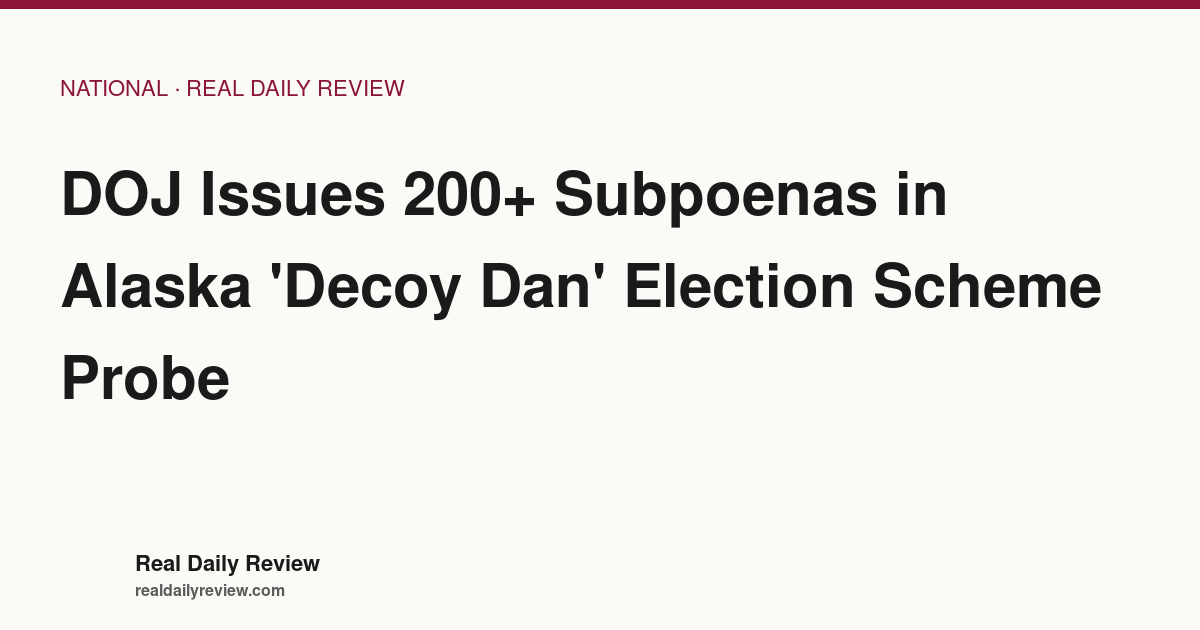 NATIONAL · REAL DAILY REVIEW
DOJ Issues 200+ Subpoenas in
Alaska 'Decoy Dan' Election Scheme
Probe
Real Daily Review
realdailyreview.com